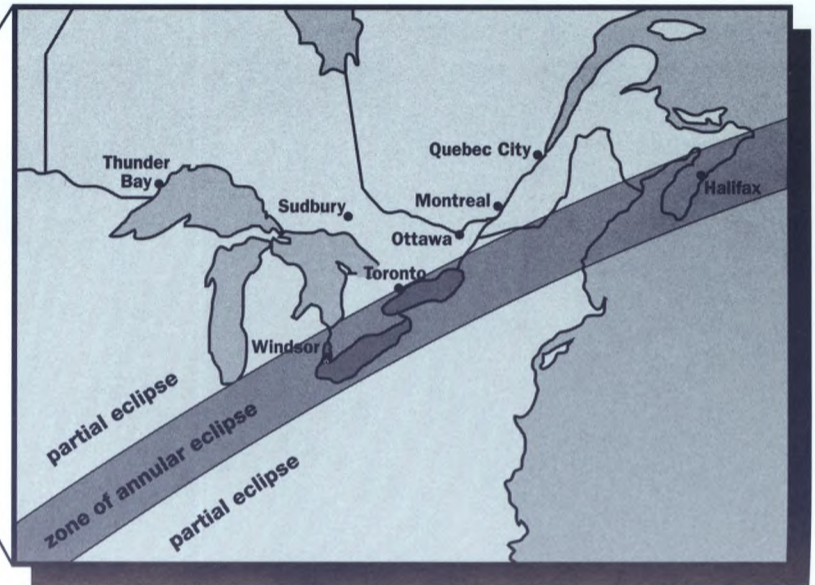 Quebec City
Thunder
Bay
Sudbury
Montreal
Halifax
Ottawa
Toronto
Windsor
partial eclipse
zone of annular eclipse
partial eclipse